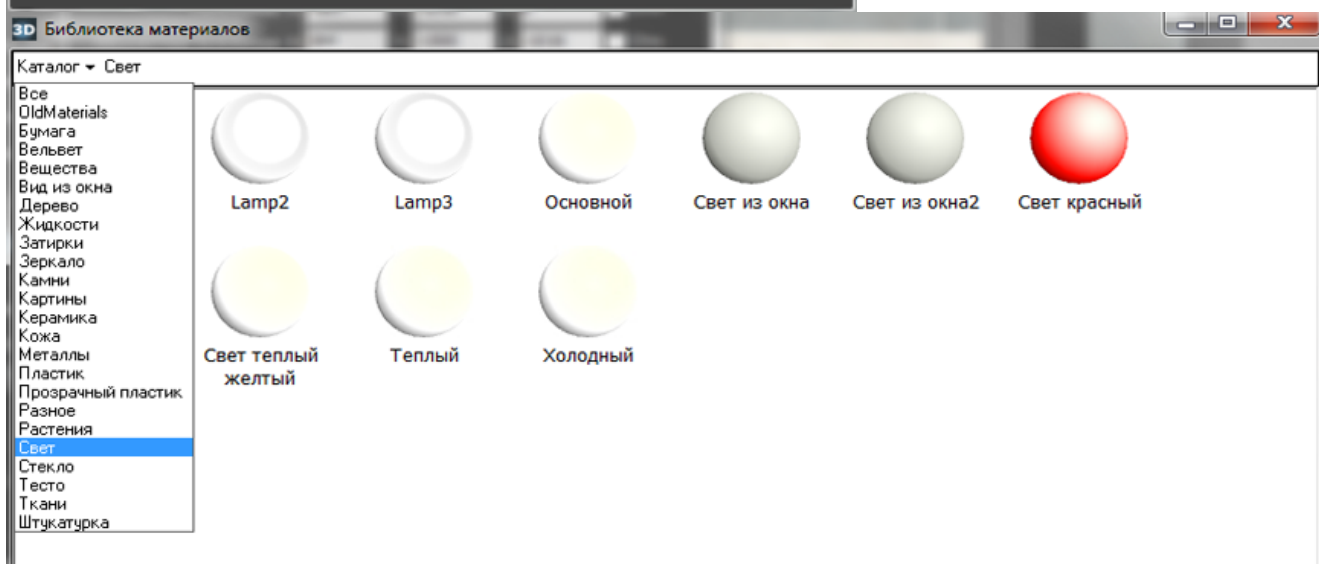 3D Библиотека материалов
Каталог Свет
Все
OldMaterials
Бумага
Вельвет
Вещества
Вид из окна
Дерево
Жидкости
Затирки
Зеркало
Камни
Картины
Керамика
Кожа
Металлы
Пластик
Прозрачный пластик
Разное
Растения
Свет
Стекло
Тесто
Ткани
Штукатурка
Lamp2 Lamp3 Основной Свет из окна Свет из окна2 Свет красный
Свет теплый Теплый Холодный
желтый